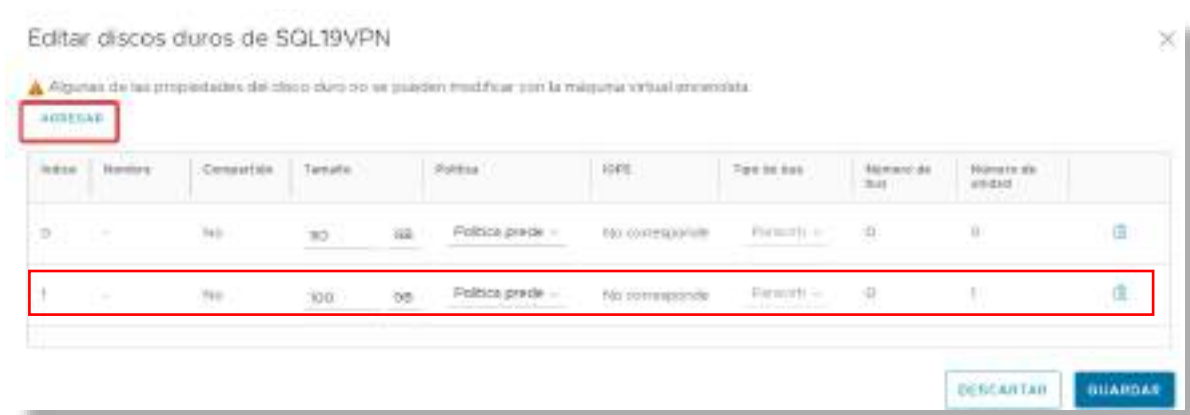 Editar discos duros de SQL19VPN
Algunas de las propiedades del disco duro no se pueden modificar con la máquina virtual encendida.
AGREGAR
Índice Nombre Compartido Tamaño Política IOPS Tipo de bus Número de bus Número de unidad
0 - No 90 GB Política prede No corresponde Paravirti 0 0
1 - No 100 GB Política prede No corresponde Paravirti 0 1
DESCARTAR GUARDAR